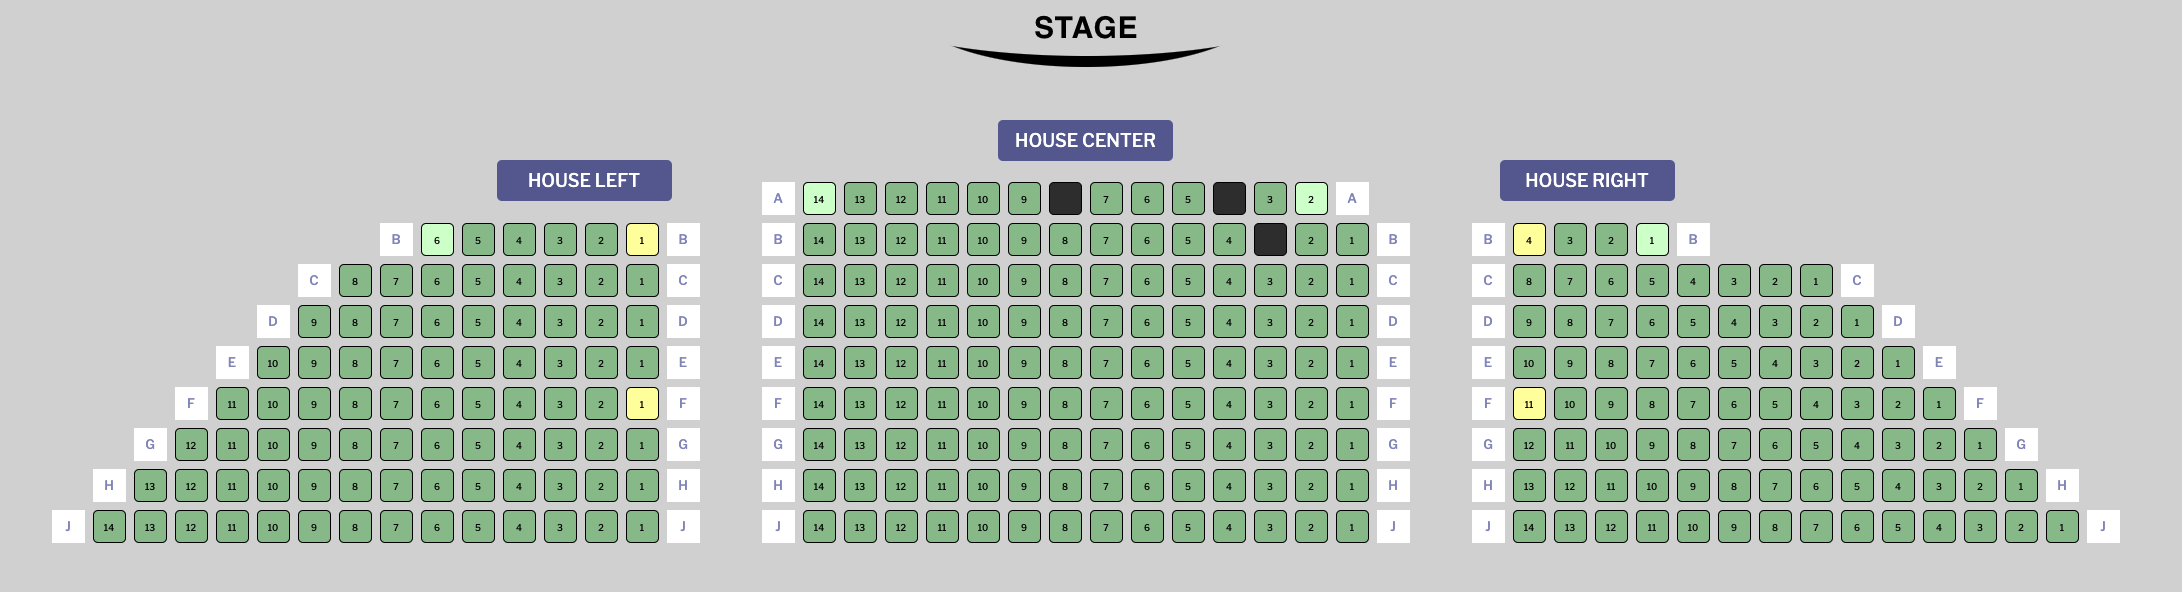 STAGE
HOUSE CENTER
HOUSE LEFT
HOUSE RIGHT
A 14 13 12 11 10 9 7 6 5 3 2 A
B 6 5 4 3 2 1 B
B 14 13 12 11 10 9 8 7 6 5 4 2 1 B
B 4 3 2 1 B
C 8 7 6 5 4 3 2 1 C
C 14 13 12 11 10 9 8 7 6 5 4 3 2 1 C
C 8 7 6 5 4 3 2 1 C
D 9 8 7 6 5 4 3 2 1 D
D 14 13 12 11 10 9 8 7 6 5 4 3 2 1 D
D 9 8 7 6 5 4 3 2 1 D
E 10 9 8 7 6 5 4 3 2 1 E
E 14 13 12 11 10 9 8 7 6 5 4 3 2 1 E
E 10 9 8 7 6 5 4 3 2 1 E
F 11 10 9 8 7 6 5 4 3 2 1 F
F 14 13 12 11 10 9 8 7 6 5 4 3 2 1 F
F 11 10 9 8 7 6 5 4 3 2 1 F
G 12 11 10 9 8 7 6 5 4 3 2 1 G
G 14 13 12 11 10 9 8 7 6 5 4 3 2 1 G
G 12 11 10 9 8 7 6 5 4 3 2 1 G
H 13 12 11 10 9 8 7 6 5 4 3 2 1 H
H 14 13 12 11 10 9 8 7 6 5 4 3 2 1 H
H 13 12 11 10 9 8 7 6 5 4 3 2 1 H
J 14 13 12 11 10 9 8 7 6 5 4 3 2 1 J
J 14 13 12 11 10 9 8 7 6 5 4 3 2 1 J
J 14 13 12 11 10 9 8 7 6 5 4 3 2 1 J